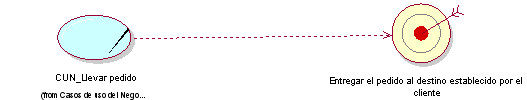 CUN_Llevar pedido
(from Casos de uso del Nego...
Entregar el pedido al destino establecido por el
cliente